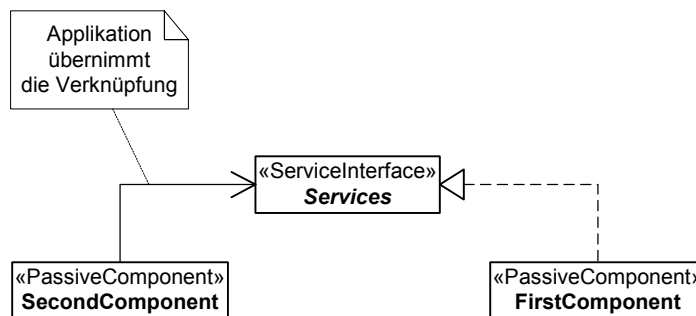 Applikation
übernimmt
die Verknüpfung
«ServiceInterface»
Services
«PassiveComponent»
SecondComponent
«PassiveComponent»
FirstComponent